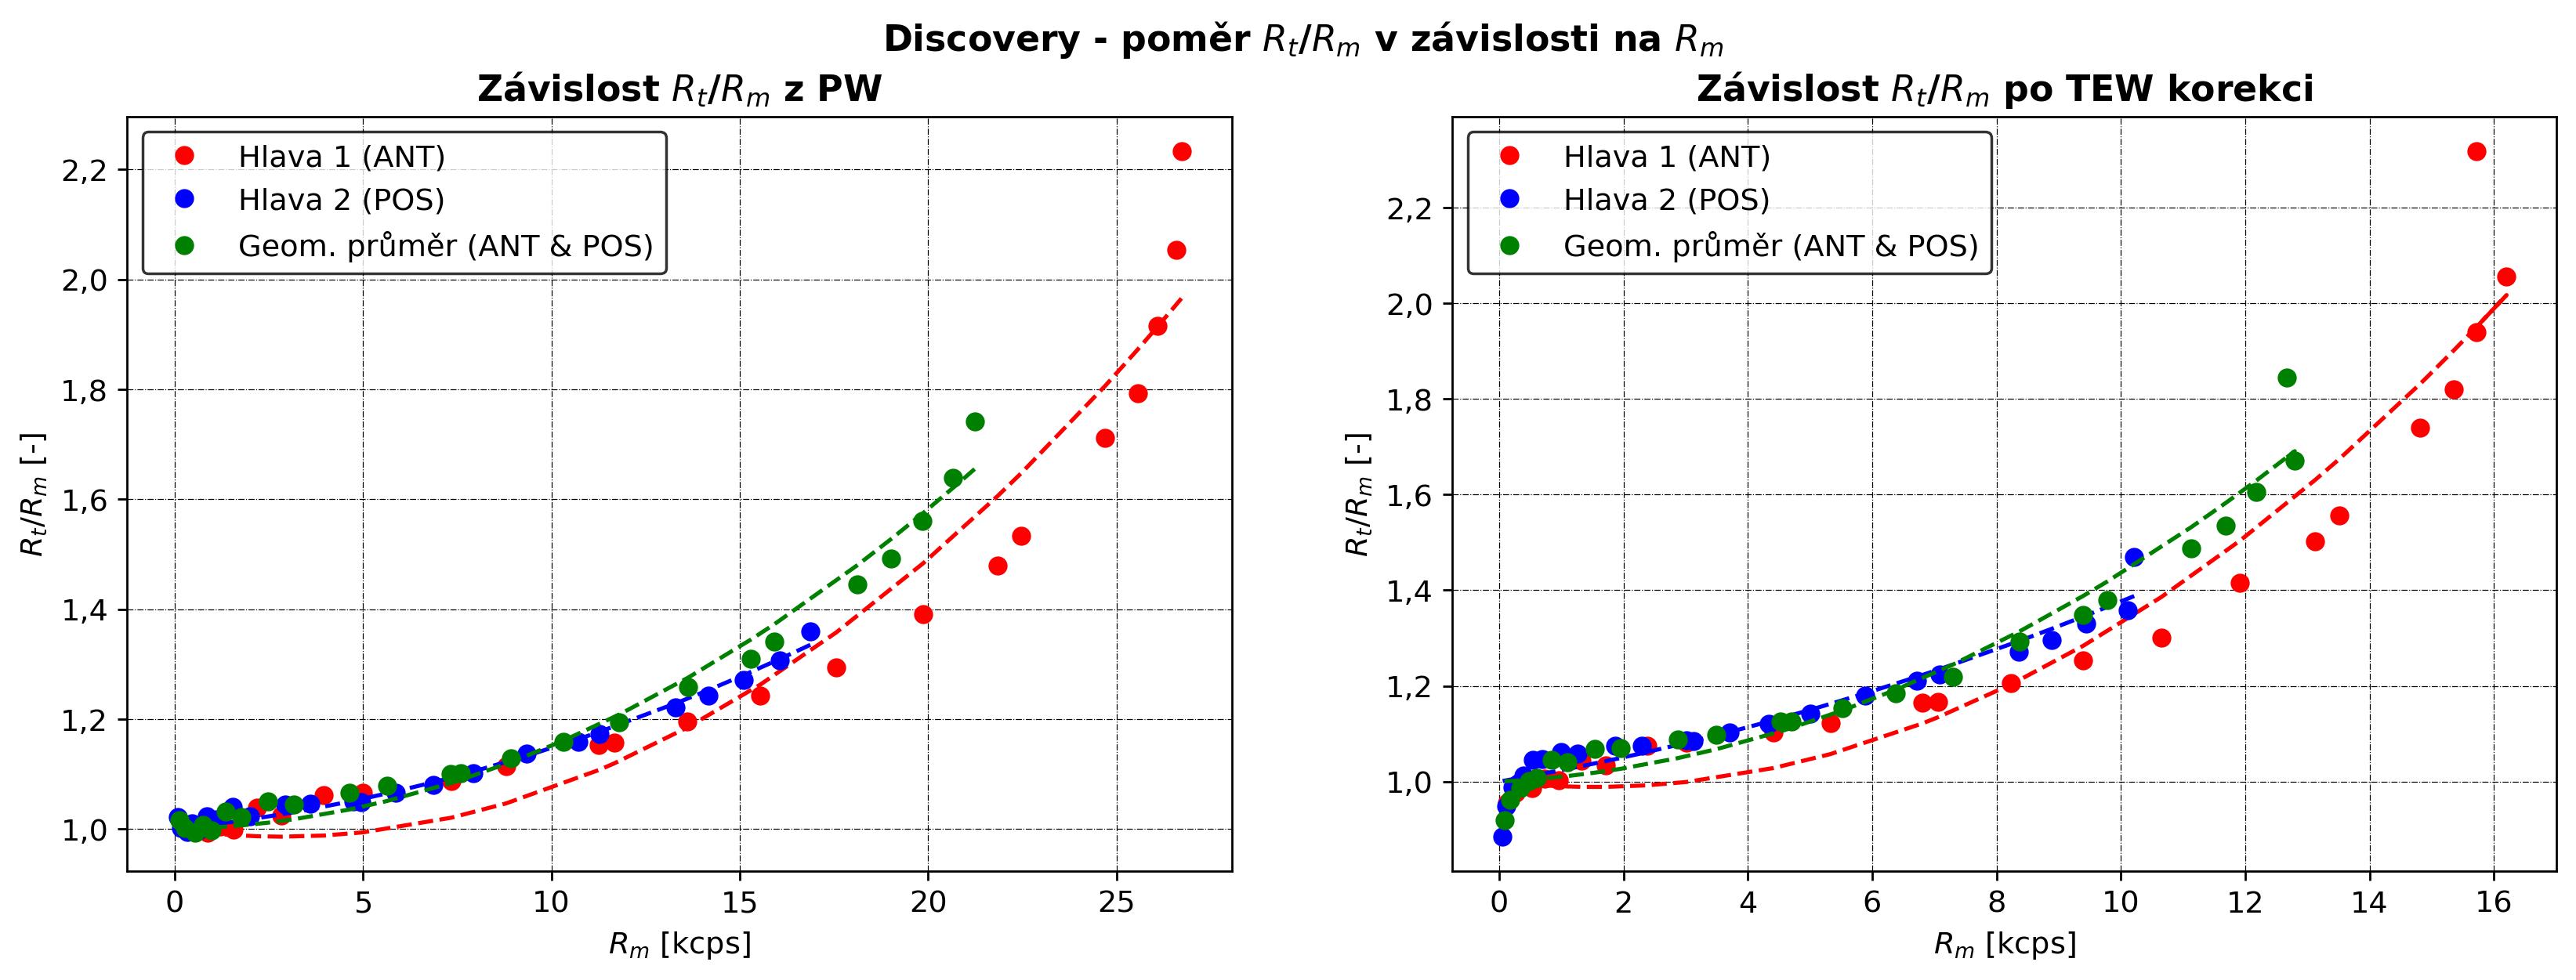 Discovery - poměr Rt/Rm v závislosti na Rm
Závislost Rt/Rm z PW
Hlava 1 (ANT)
Hlava 2 (POS)
Geom. průměr (ANT & POS)
2,2
2,0
1,8
1,6
1,4
1,2
1,0
Rt/Rm [-]
0 5 10 15 20 25
Rm [kcps]
Závislost Rt/Rm po TEW korekci
Hlava 1 (ANT)
Hlava 2 (POS)
Geom. průměr (ANT & POS)
2,2
2,0
1,8
1,6
1,4
1,2
1,0
Rt/Rm [-]
0 2 4 6 8 10 12 14 16
Rm [kcps]